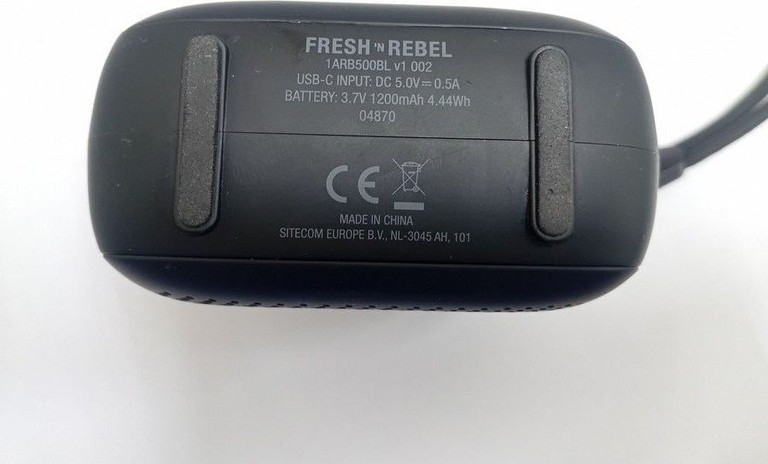 FRESH 'N REBEL
1ARB500BL v1 002
USB-C INPUT: DC 5.0V⎓0.5A
BATTERY: 3.7V 1200mAh 4.44Wh
04870
CE
MADE IN CHINA
SITECOM EUROPE B.V., NL-3045 AH, 101